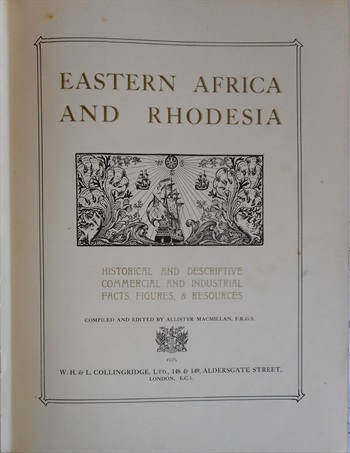 EASTERN AFRICA
AND RHODESIA
HISTORICAL AND DESCRIPTIVE
COMMERCIAL AND INDUSTRIAL
FACTS, FIGURES, & RESOURCES
COMPILED AND EDITED BY ALLISTER MACMILLAN, F.R.G.S.
W. H. & L. COLLINGRIDGE, LTD., 148 & 149, ALDERSGATE STREET,
LONDON, E.C.1.